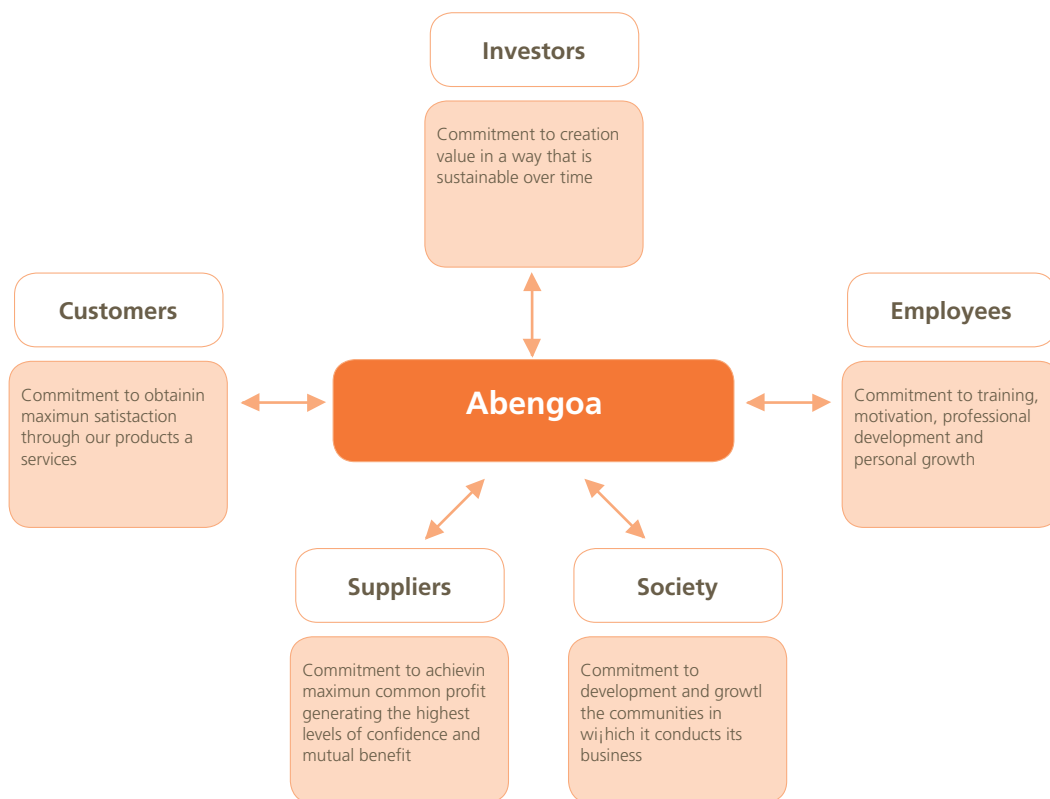 Investors
Commitment to creation
value in a way that is
sustainable over time
Customers
Commitment to obtainin
maximun satistaction
through our products a
services
Abengoa
Employees
Commitment to training,
motivation, professional
development and
personal growth
Suppliers
Commitment to achievin
maximun common profit
generating the highest
levels of confidence and
mutual benefit
Society
Commitment to
development and growtl
the communities in
wi¡hich it conducts its
business